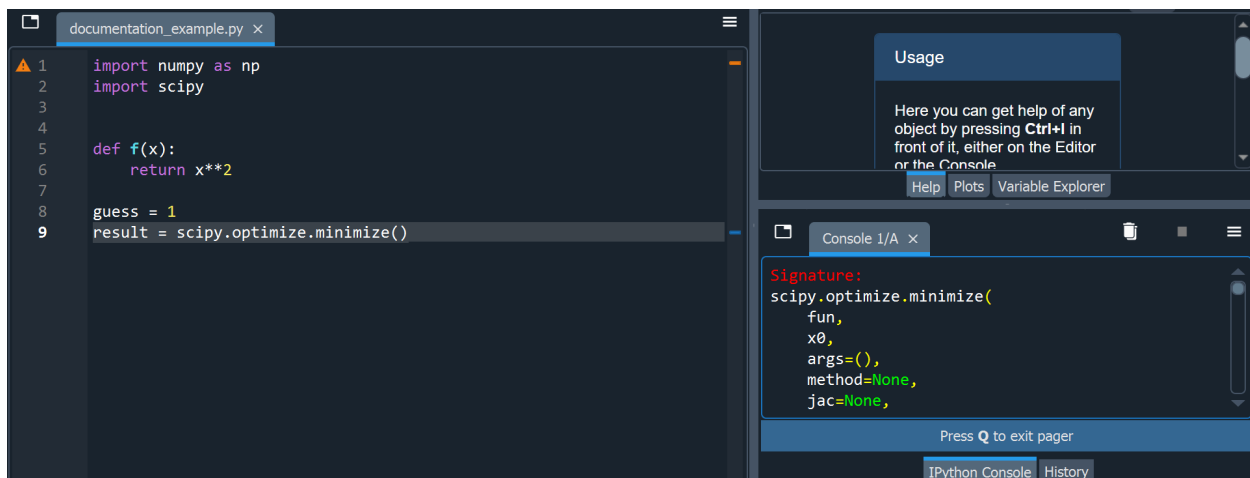 documentation_example.py ×
1 import numpy as np
2 import scipy
3
4
5 def f(x):
6     return x**2
7
8 guess = 1
9 result = scipy.optimize.minimize()
Usage
Here you can get help of any
object by pressing Ctrl+I in
front of it, either on the Editor
or the Console
Help Plots Variable Explorer
Console 1/A ×
Signature:
scipy.optimize.minimize(
    fun,
    x0,
    args=(),
    method=None,
    jac=None,
Press Q to exit pager
IPython Console History